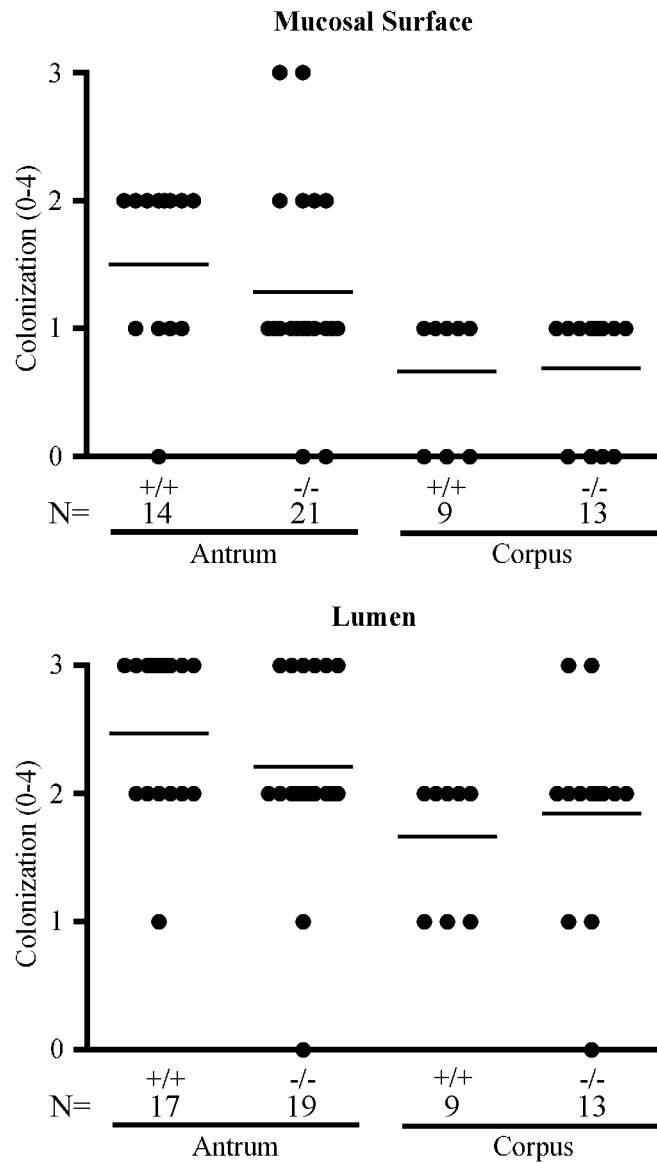 Mucosal Surface
3
2
1
0
Colonization (0-4)
+/+ -/- +/+ -/-
N= 14 21 9 13
Antrum Corpus
Lumen
3
2
1
0
Colonization (0-4)
+/+ -/- +/+ -/-
N= 17 19 9 13
Antrum Corpus